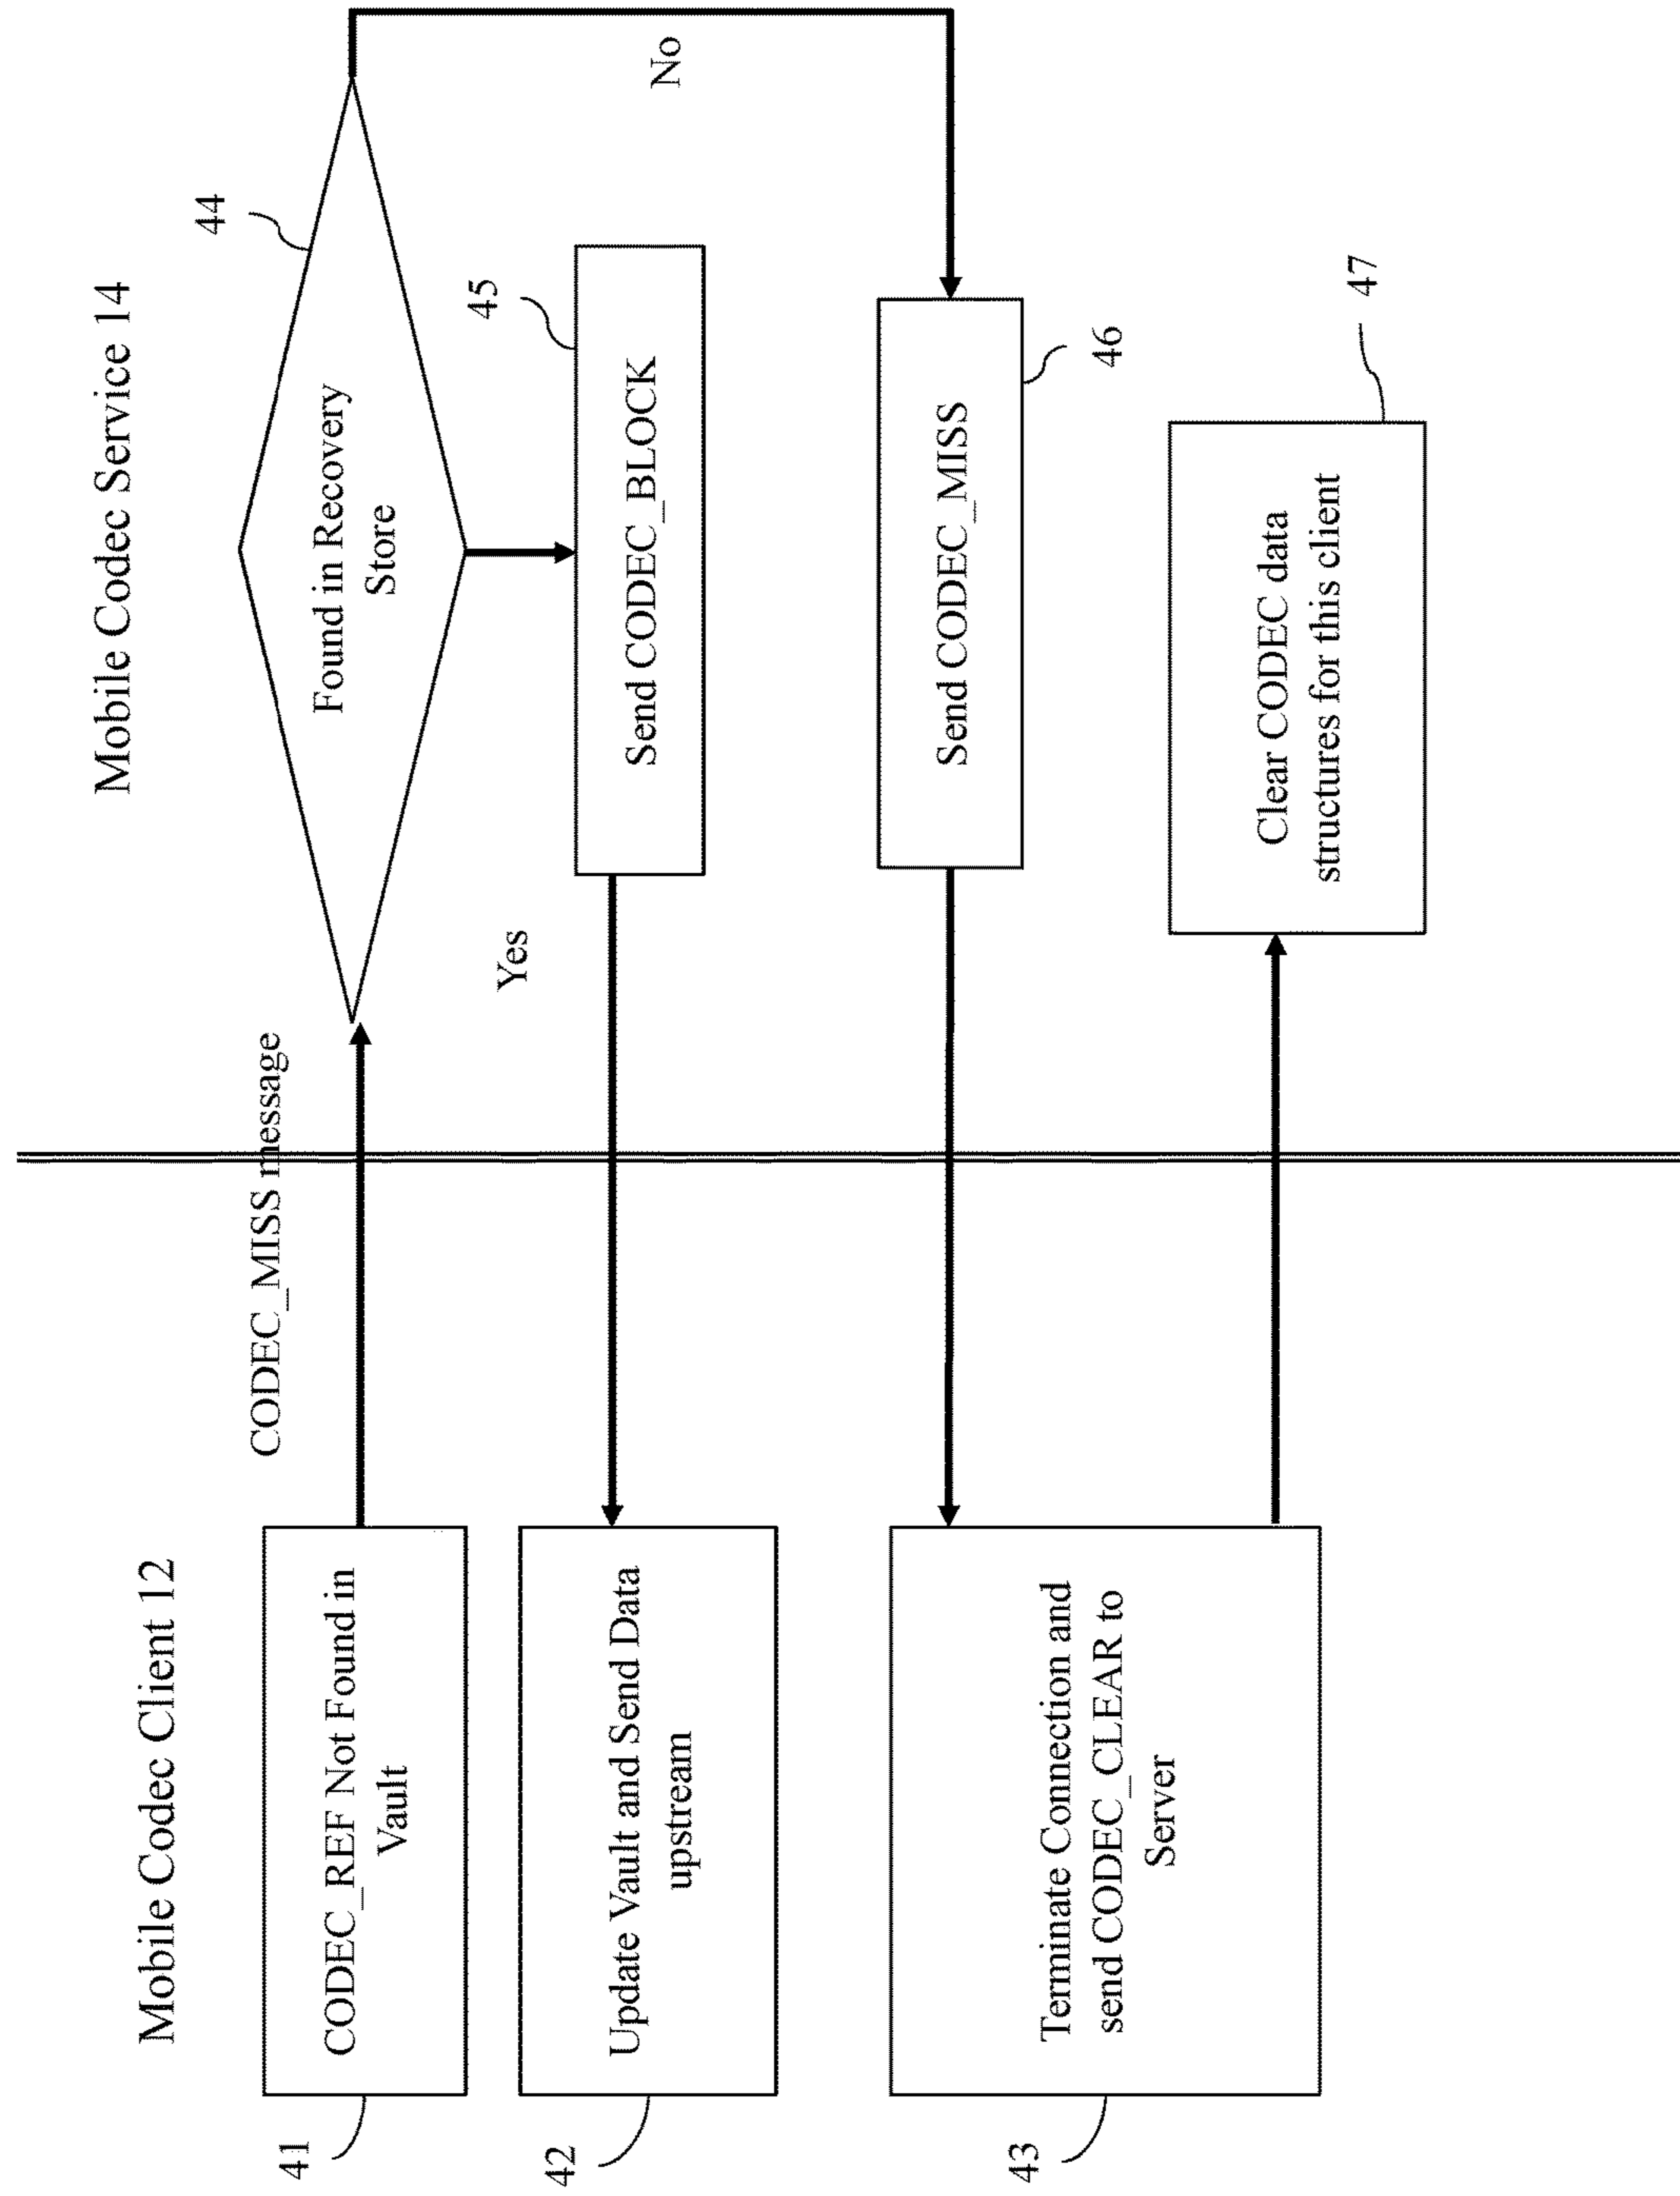 Mobile Codec Client 12
Mobile Codec Service 14
41
CODEC_REF Not Found in
Vault
CODEC_MISS message
44
Found in Recovery
Store
No
Yes
42
Update Vault and Send Data
upstream
45
Send CODEC_BLOCK
43
Terminate Connection and
send CODEC_CLEAR to
Server
Send CODEC_MISS
46
47
Clear CODEC data
structures for this client